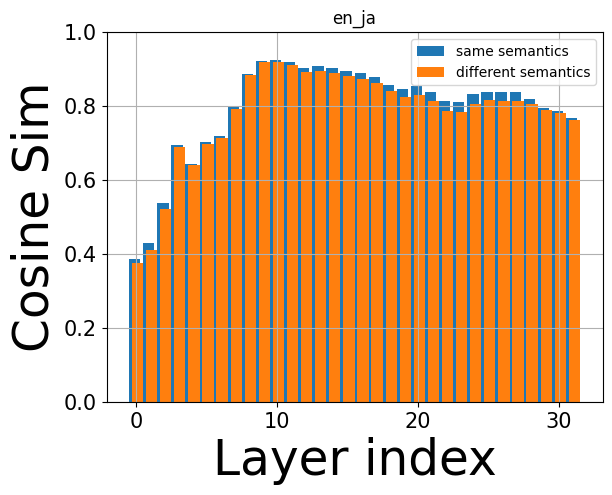 en_ja
same semantics
different semantics
Cosine Sim
1.0
0.8
0.6
0.4
0.2
0.0
0 10 20 30
Layer index